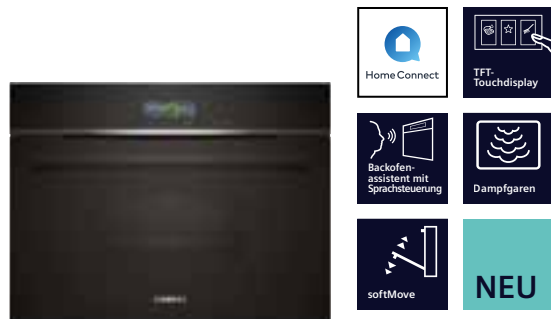 Home Connect
TFT-
Touchdisplay
Backofen-
assistent mit
Sprachsteuerung
Dampfgaren
softMove
NEU